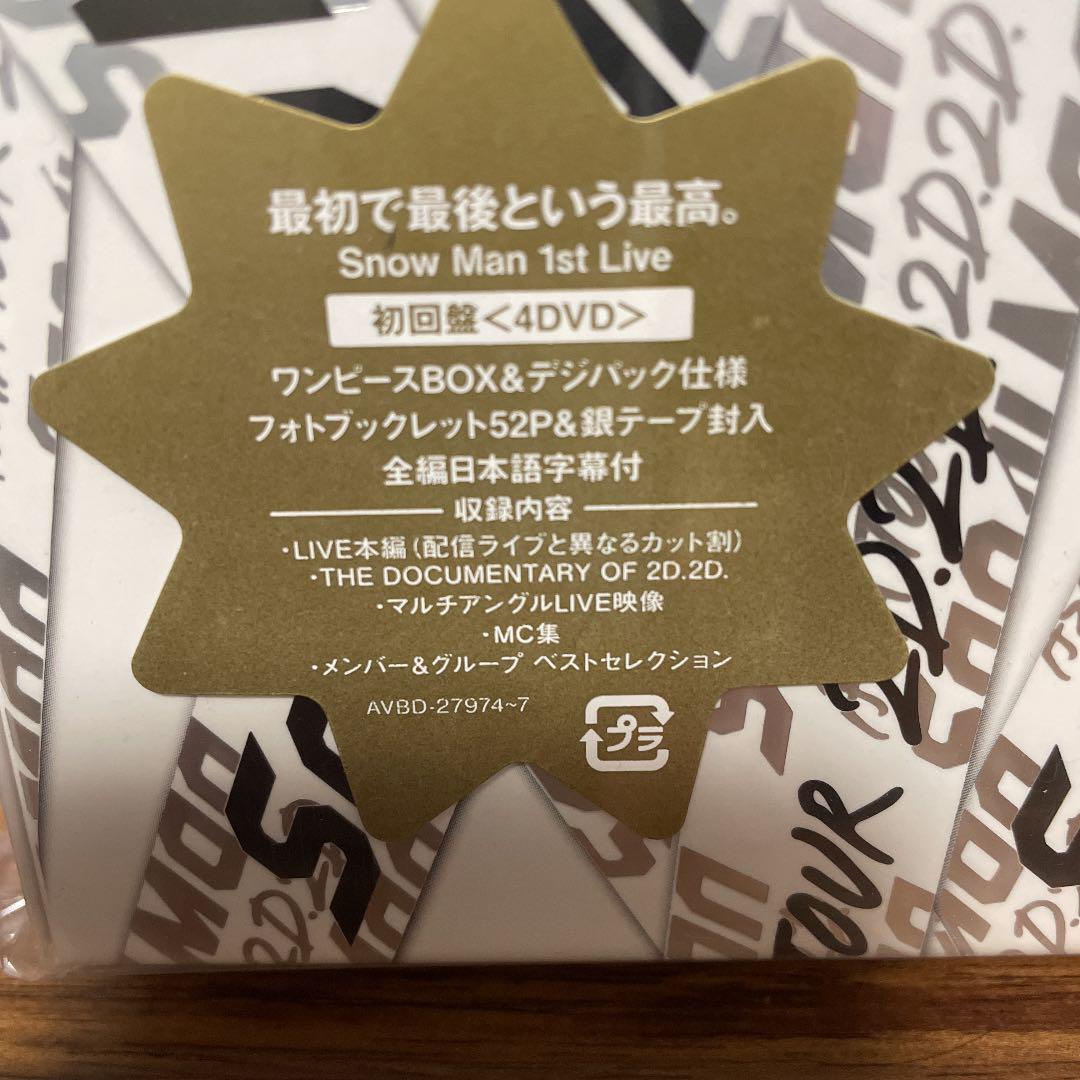 最初で最後という最高。
Snow Man 1st Live
初回盤<4DVD>
ワンピースBOX&デジパック仕様
フォトブックレット52P&銀テープ封入
全編日本語字幕付
収録内容
・LIVE本編(配信ライブと異なるカット割)
・THE DOCUMENTARY OF 2D.2D.
・マルチアングルLIVE映像
・MC集
・メンバー&グループ ベストセレクション
AVBD-27974~7
プラ
2D.2D.
TOUR